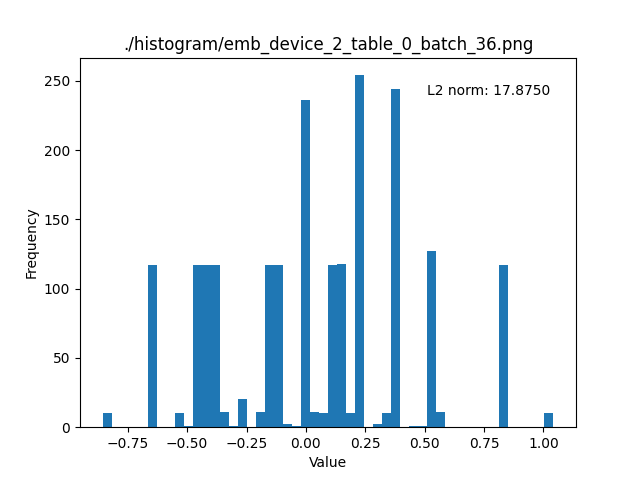 ./histogram/emb_device_2_table_0_batch_36.png
L2 norm: 17.8750
Frequency
250
200
150
100
50
0
−0.75 −0.50 −0.25 0.00 0.25 0.50 0.75 1.00
Value